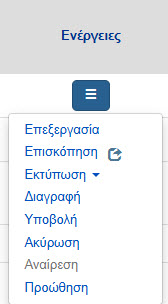 Ενέργειες
Επεξεργασία
Επισκόπηση
Εκτύπωση
Διαγραφή
Υποβολή
Ακύρωση
Αναίρεση
Προώθηση